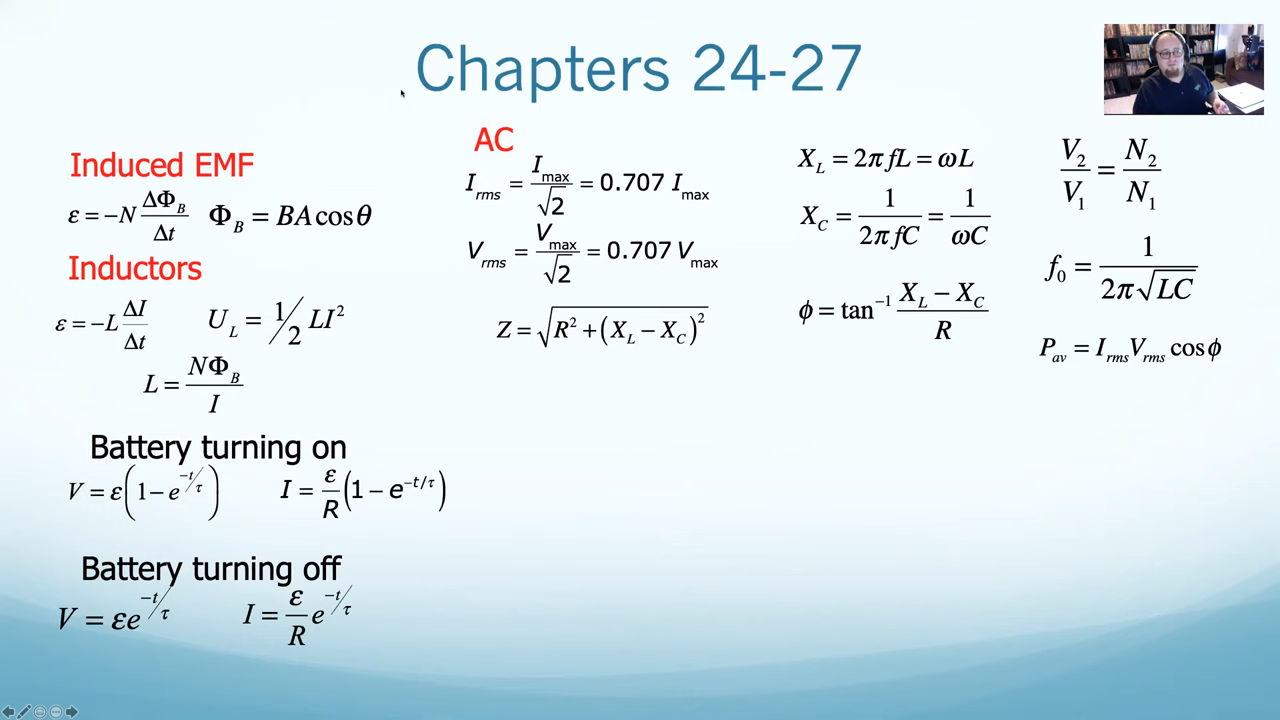 Chapters 24-27
Induced EMF
ε = −N ΔΦ_B/Δt    Φ_B = BA cos θ
Inductors
ε = −L ΔI/Δt    U_L = 1/2 LI²
L = NΦ_B/I
Battery turning on
V = ε(1 − e^(−t/τ))    I = ε/R (1 − e^(−t/τ))
Battery turning off
V = εe^(−t/τ)    I = ε/R e^(−t/τ)
AC
I_rms = I_max/√2 = 0.707 I_max
V_rms = V_max/√2 = 0.707 V_max
Z = √(R² + (X_L − X_C)²)
X_L = 2πfL = ωL
X_C = 1/(2πfC) = 1/(ωC)
ϕ = tan⁻¹ (X_L − X_C)/R
V₂/V₁ = N₂/N₁
f₀ = 1/(2π√(LC))
P_av = I_rms V_rms cos ϕ